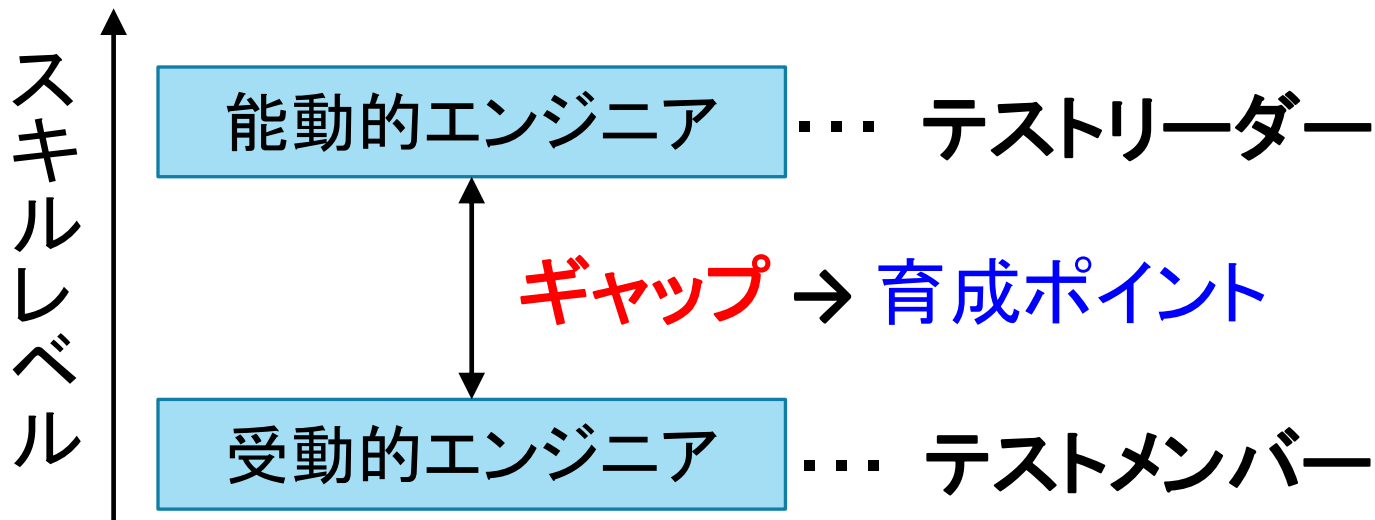 スキルレベル
能動的エンジニア ・・・ テストリーダー
ギャップ → 育成ポイント
受動的エンジニア ・・・ テストメンバー